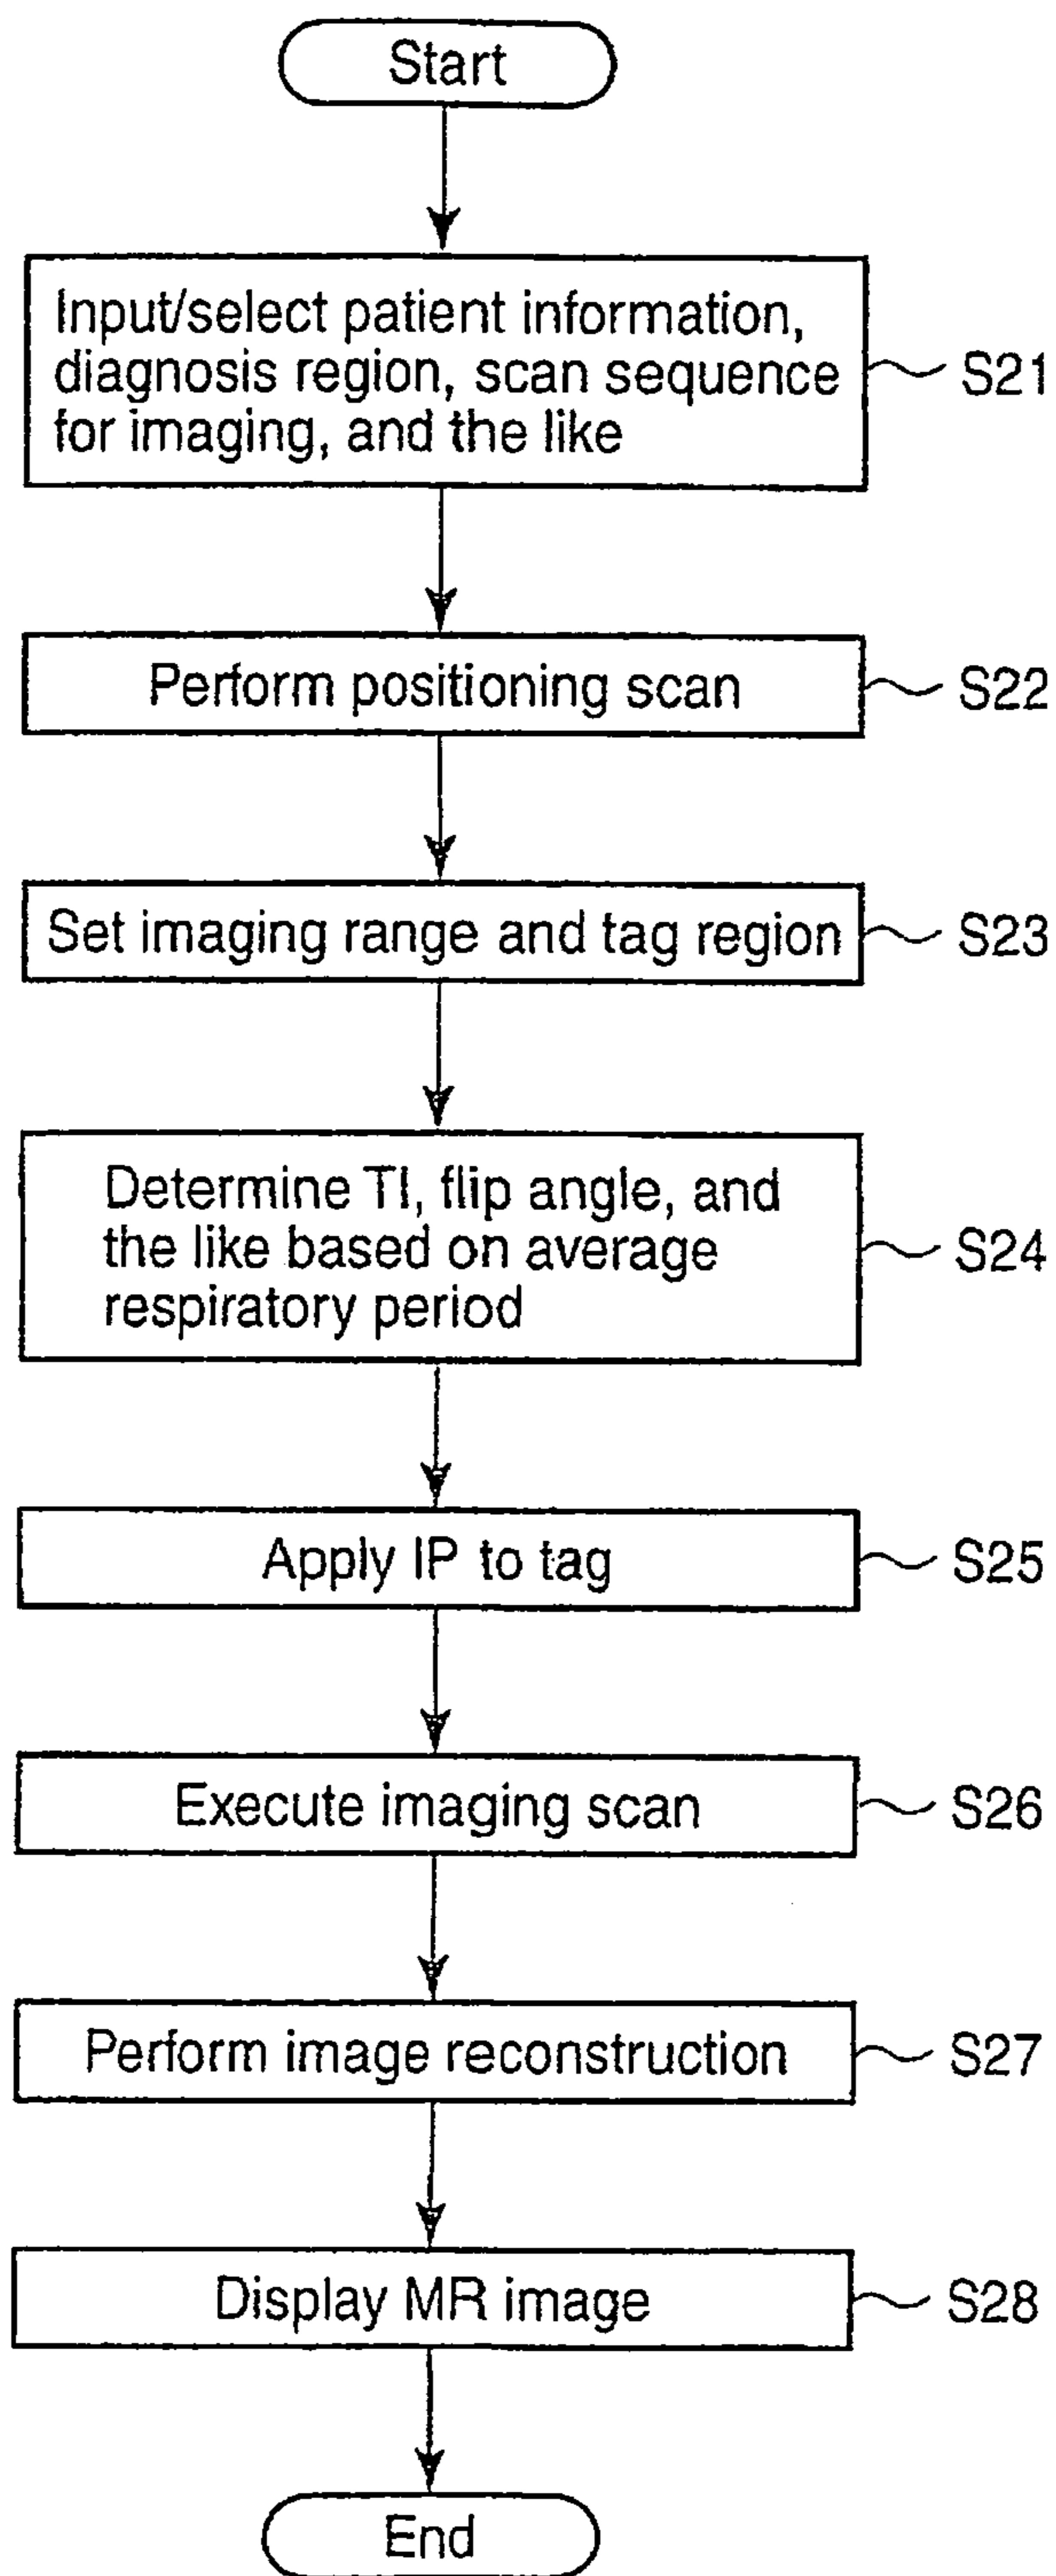 Start
Input/select patient information,
diagnosis region, scan sequence
for imaging, and the like
S21
Perform positioning scan
S22
Set imaging range and tag region
S23
Determine TI, flip angle, and
the like based on average
respiratory period
S24
Apply IP to tag
S25
Execute imaging scan
S26
Perform image reconstruction
S27
Display MR image
S28
End